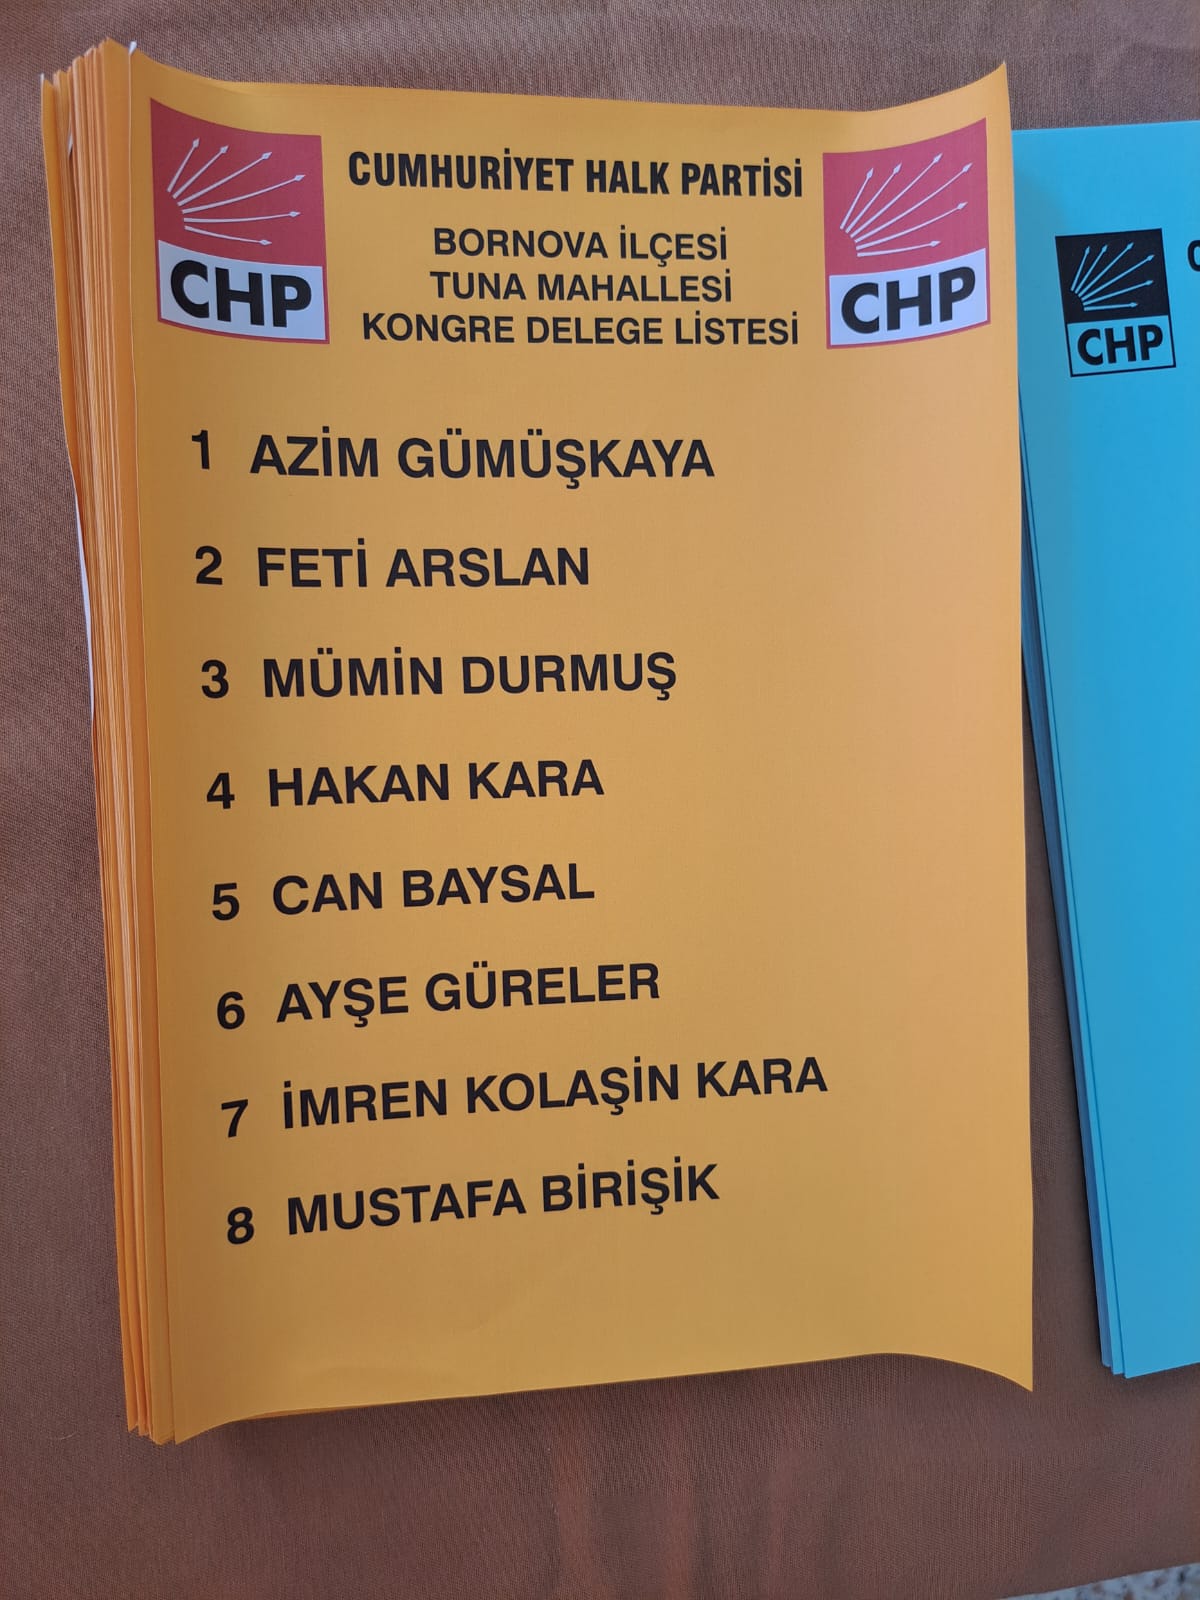 CHP
CUMHURİYET HALK PARTİSİ
BORNOVA İLÇESİ
TUNA MAHALLESİ
KONGRE DELEGE LİSTESİ
CHP
1 AZİM GÜMÜŞKAYA
2 FETİ ARSLAN
3 MÜMİN DURMUŞ
4 HAKAN KARA
5 CAN BAYSAL
6 AYŞE GÜRELER
7 İMREN KOLAŞİN KARA
8 MUSTAFA BİRİŞİK
CHP